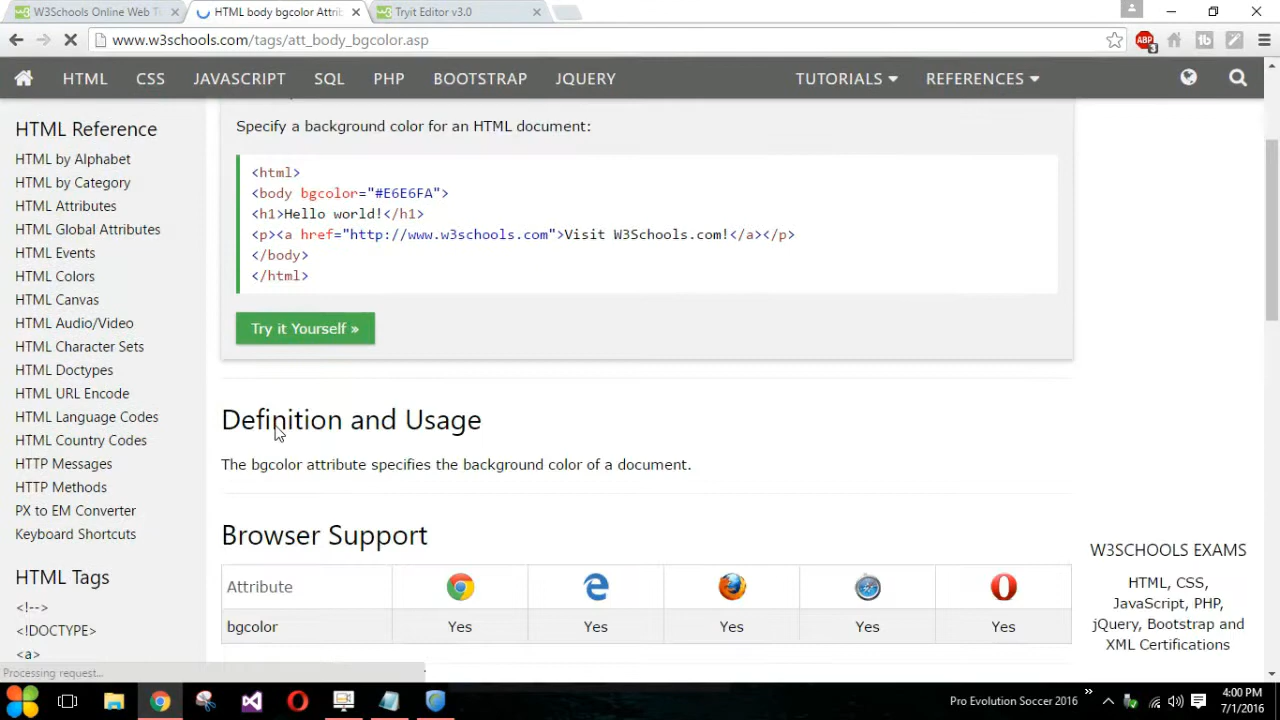 W3Schools Online Web T
HTML body bgcolor Attrib
Tryit Editor v3.0
www.w3schools.com/tags/att_body_bgcolor.asp
ABP
3
HTML CSS JAVASCRIPT SQL PHP BOOTSTRAP JQUERY TUTORIALS REFERENCES
HTML Reference
HTML by Alphabet
HTML by Category
HTML Attributes
HTML Global Attributes
HTML Events
HTML Colors
HTML Canvas
HTML Audio/Video
HTML Character Sets
HTML Doctypes
HTML URL Encode
HTML Language Codes
HTML Country Codes
HTTP Messages
HTTP Methods
PX to EM Converter
Keyboard Shortcuts
HTML Tags
<!-->
<!DOCTYPE>
<a>
Specify a background color for an HTML document:
<html>
<body bgcolor="#E6E6FA">
<h1>Hello world!</h1>
<p><a href="http://www.w3schools.com">Visit W3Schools.com!</a></p>
</body>
</html>
Try it Yourself »
Definition and Usage
The bgcolor attribute specifies the background color of a document.
Browser Support
Attribute
bgcolor Yes Yes Yes Yes Yes
W3SCHOOLS EXAMS
HTML, CSS,
JavaScript, PHP,
jQuery, Bootstrap and
XML Certifications
Processing request...
Pro Evolution Soccer 2016
4:00 PM
7/1/2016